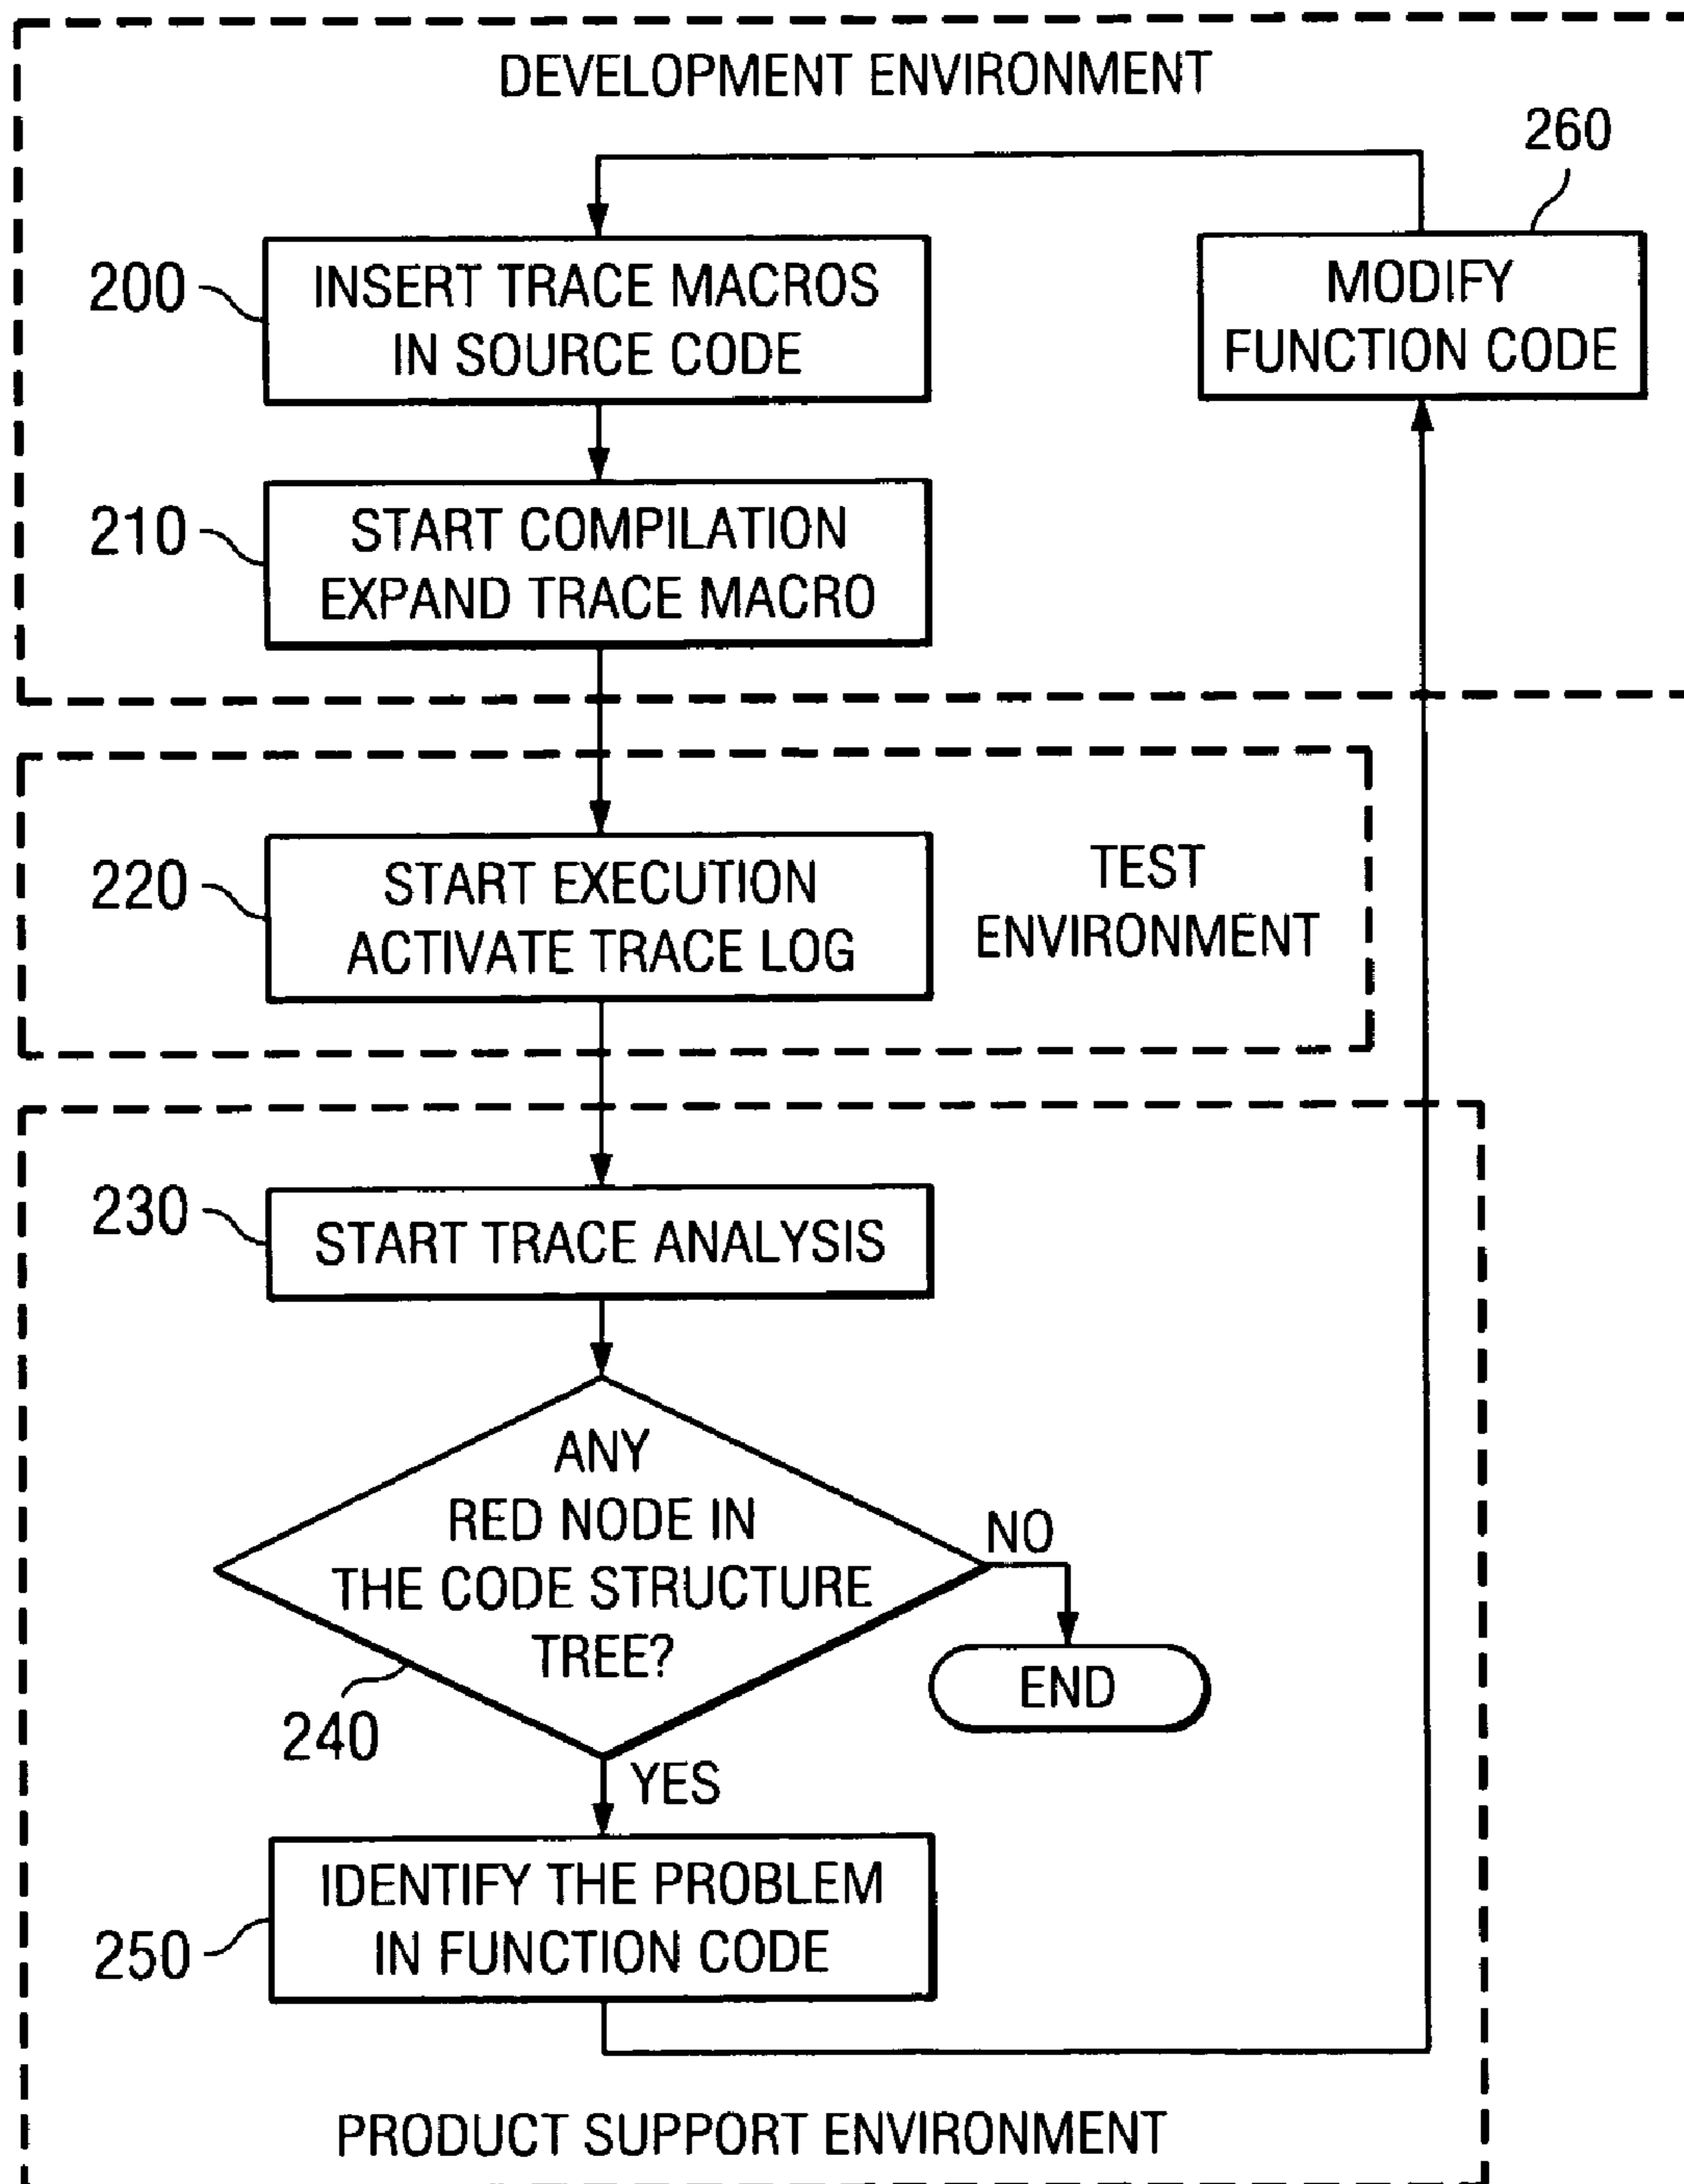 DEVELOPMENT ENVIRONMENT
260
200
INSERT TRACE MACROS
IN SOURCE CODE
MODIFY
FUNCTION CODE
210
START COMPILATION
EXPAND TRACE MACRO
220
START EXECUTION
ACTIVATE TRACE LOG
TEST
ENVIRONMENT
230
START TRACE ANALYSIS
ANY
RED NODE IN
THE CODE STRUCTURE
TREE?
NO
END
240
YES
250
IDENTIFY THE PROBLEM
IN FUNCTION CODE
PRODUCT SUPPORT ENVIRONMENT